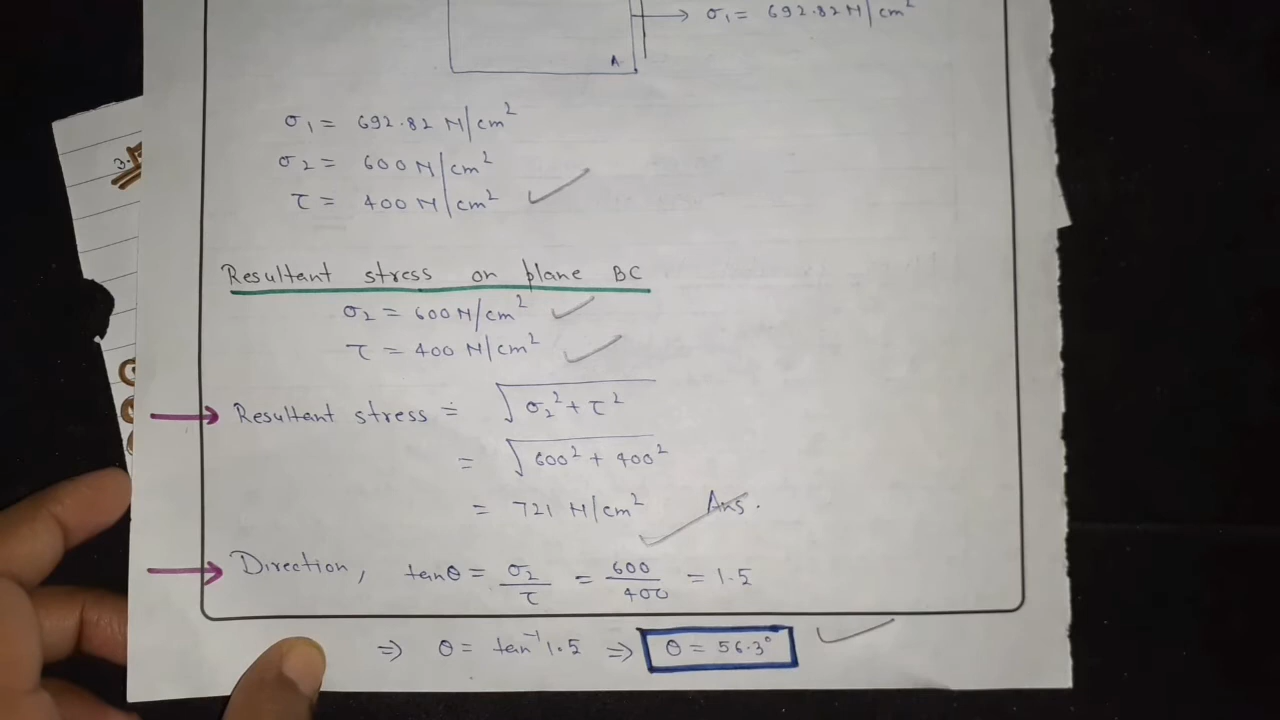 σ₁ = 692.82 N/cm²
A
σ₁ = 692.82 N/cm²
σ₂ = 600 N/cm²
τ = 400 N/cm²
3.
Resultant stress on plane BC
σ₂ = 600 N/cm²
τ = 400 N/cm²
Resultant stress = √(σ₂² + τ²)
= √(600² + 400²)
= 721 N/cm² Ans.
Direction, tanθ = σ₂/τ = 600/400 = 1.5
⇒ θ = tan⁻¹ 1.5 ⇒ θ = 56.3°